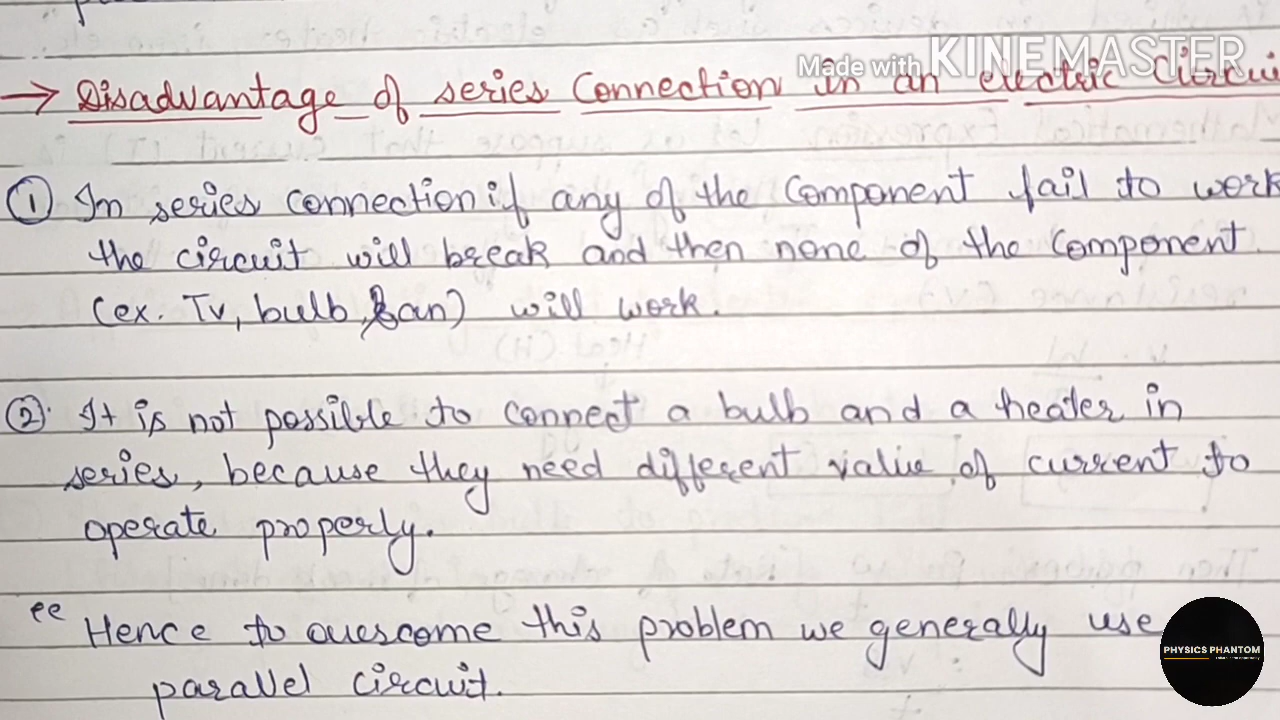 Made with KINEMASTER
→ Disadvantage of series Connection in an electric Circui
① In series connection if any of the Component fail to work
the circuit will break and then none of the Component
(ex. Tv, bulb, fan) will work.
②. It is not possible to connect a bulb and a heater in
series, because they need different value of current to
operate properly.
Hence to overcome this problem we generally use
parallel circuit.
PHYSICS PHANTOM